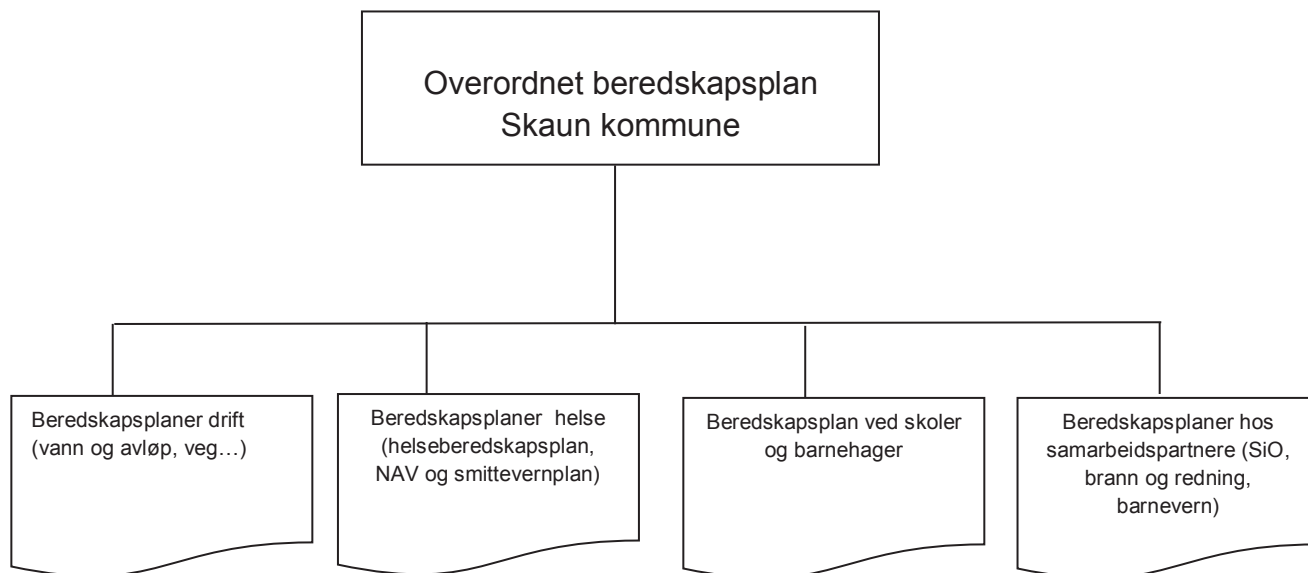 Overordnet beredskapsplan
Skaun kommune
Beredskapsplaner drift
(vann og avløp, veg…)
Beredskapsplaner helse
(helseberedskapsplan,
NAV og smittevernplan)
Beredskapsplan ved skoler
og barnehager
Beredskapsplaner hos
samarbeidspartnere (SiO,
brann og redning,
barnevern)